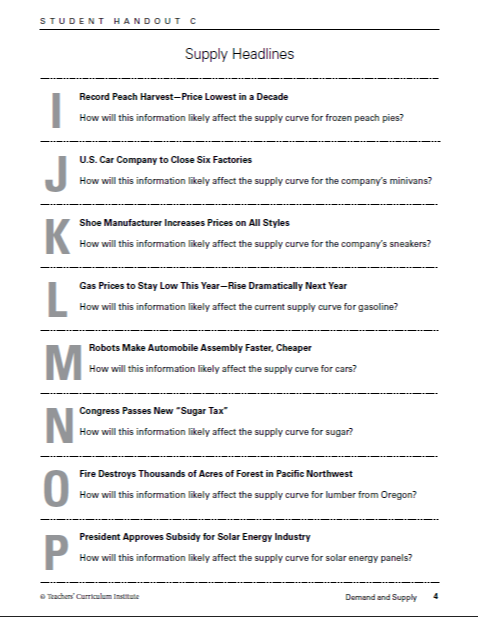 STUDENT HANDOUT C
Supply Headlines
I
Record Peach Harvest—Price Lowest in a Decade
How will this information likely affect the supply curve for frozen peach pies?
J
U.S. Car Company to Close Six Factories
How will this information likely affect the supply curve for the company's minivans?
K
Shoe Manufacturer Increases Prices on All Styles
How will this information likely affect the supply curve for the company's sneakers?
L
Gas Prices to Stay Low This Year—Rise Dramatically Next Year
How will this information likely affect the current supply curve for gasoline?
M
Robots Make Automobile Assembly Faster, Cheaper
How will this information likely affect the supply curve for cars?
N
Congress Passes New "Sugar Tax"
How will this information likely affect the supply curve for sugar?
O
Fire Destroys Thousands of Acres of Forest in Pacific Northwest
How will this information likely affect the supply curve for lumber from Oregon?
P
President Approves Subsidy for Solar Energy Industry
How will this information likely affect the supply curve for solar energy panels?
© Teachers' Curriculum Institute
Demand and Supply 4